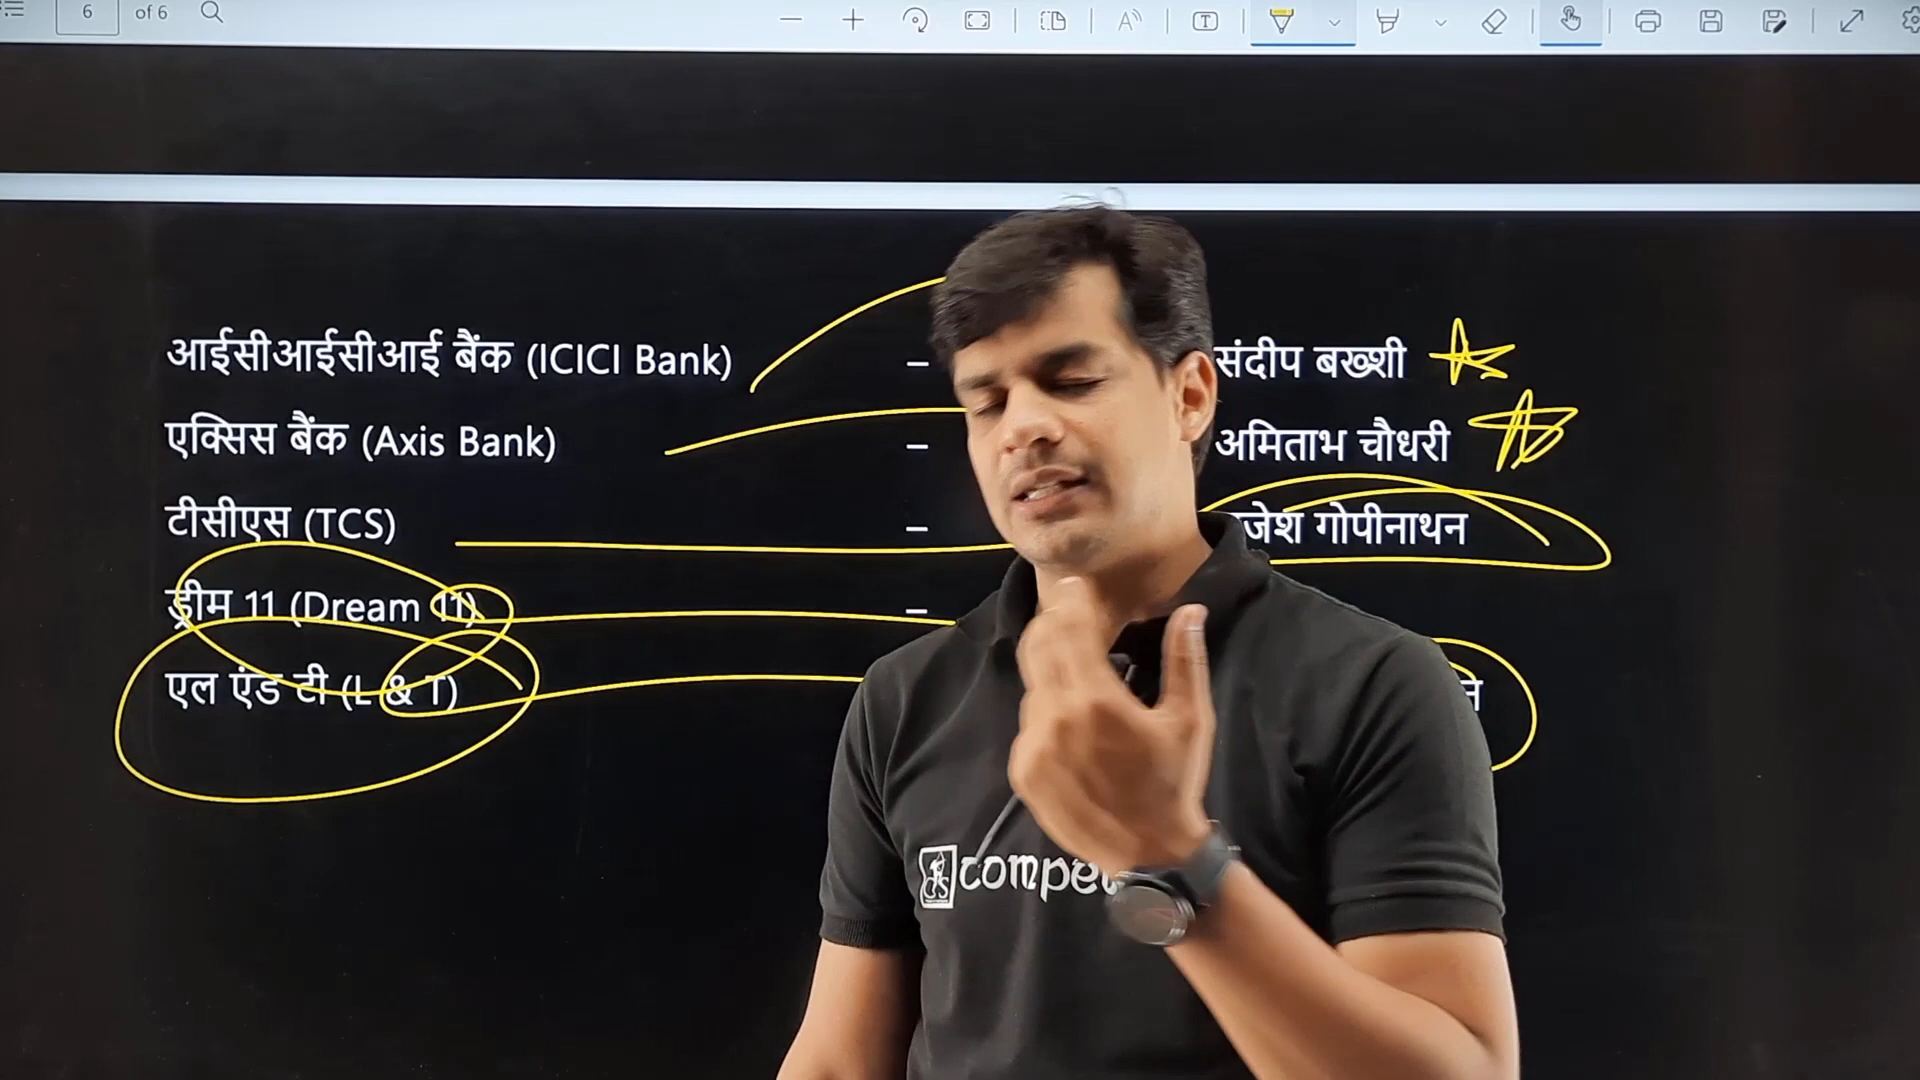 6 of 6
आईसीआईसीआई बैंक (ICICI Bank) – संदीप बख्शी
एक्सिस बैंक (Axis Bank) – अमिताभ चौधरी
टीसीएस (TCS) – जेश गोपीनाथन
ड्रीम 11 (Dream 11) –
एल एंड टी (L & T) न
CS compe